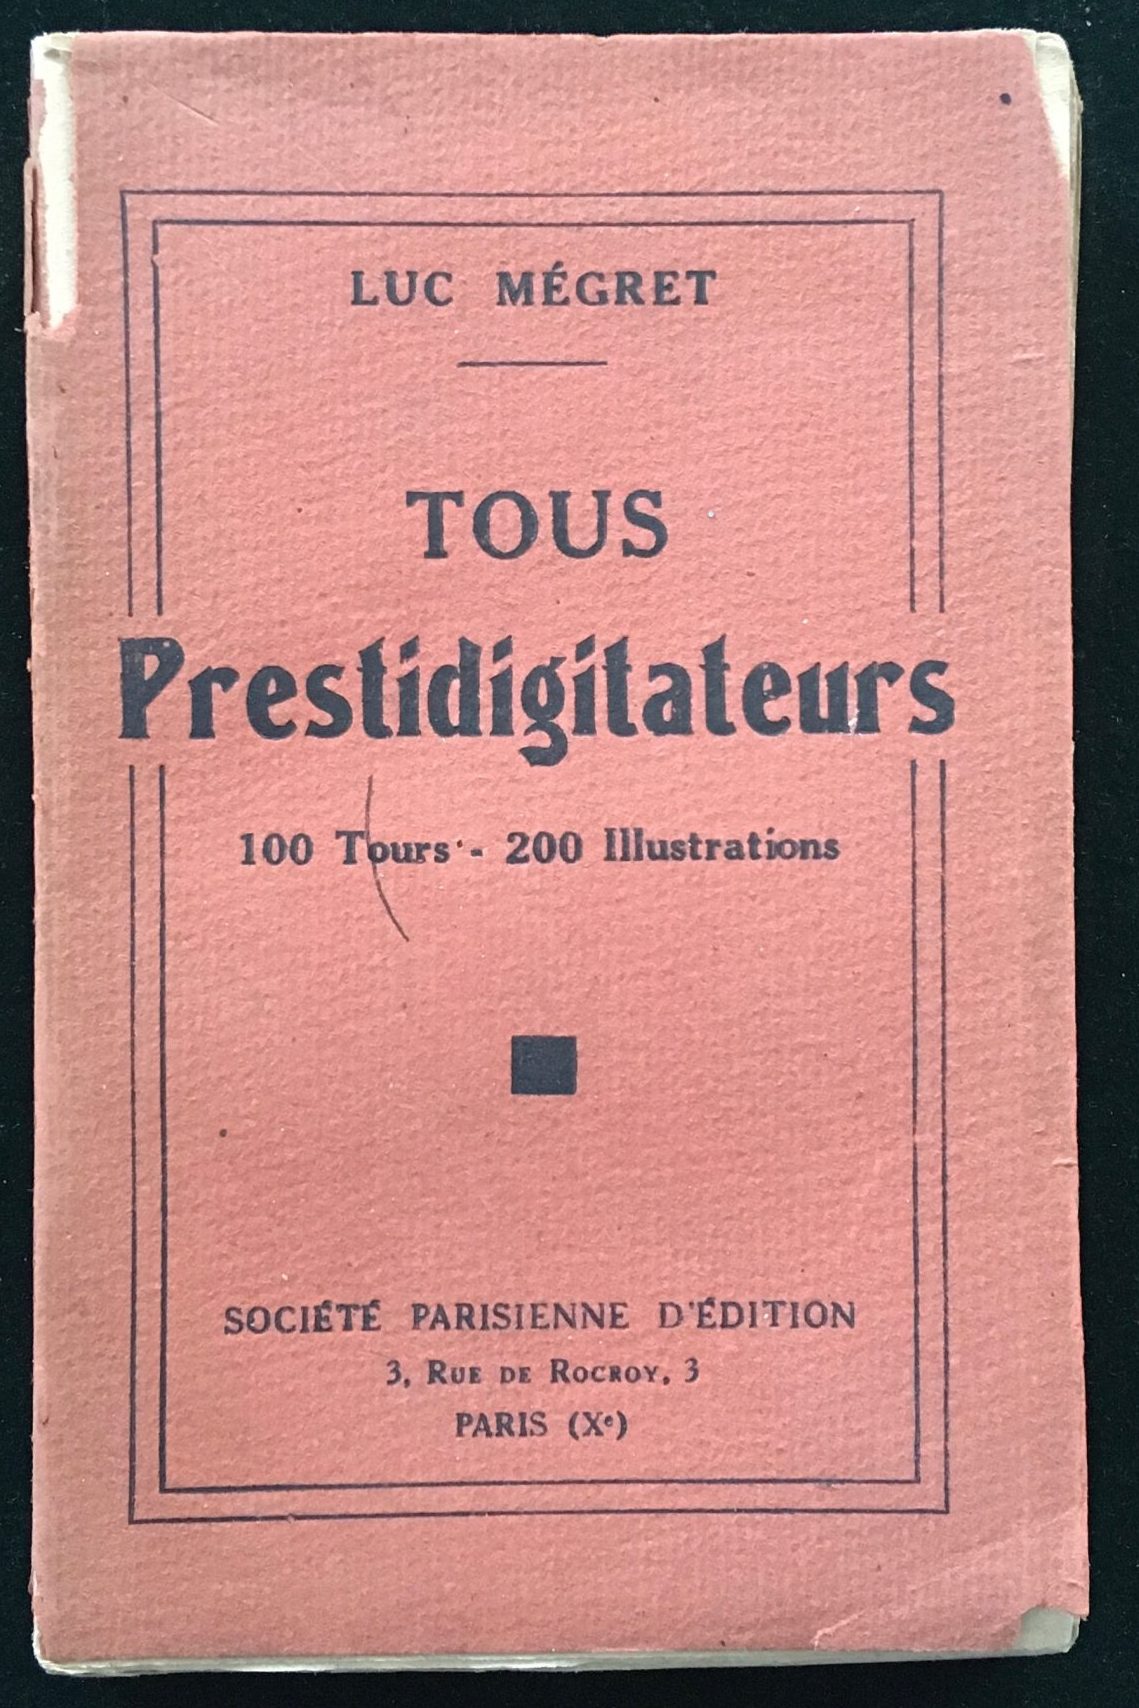 LUC MÉGRET
TOUS
Prestidigitateurs
100 Tours - 200 Illustrations
SOCIÉTÉ PARISIENNE D'ÉDITION
3, RUE DE ROCROY, 3
PARIS (Xe)